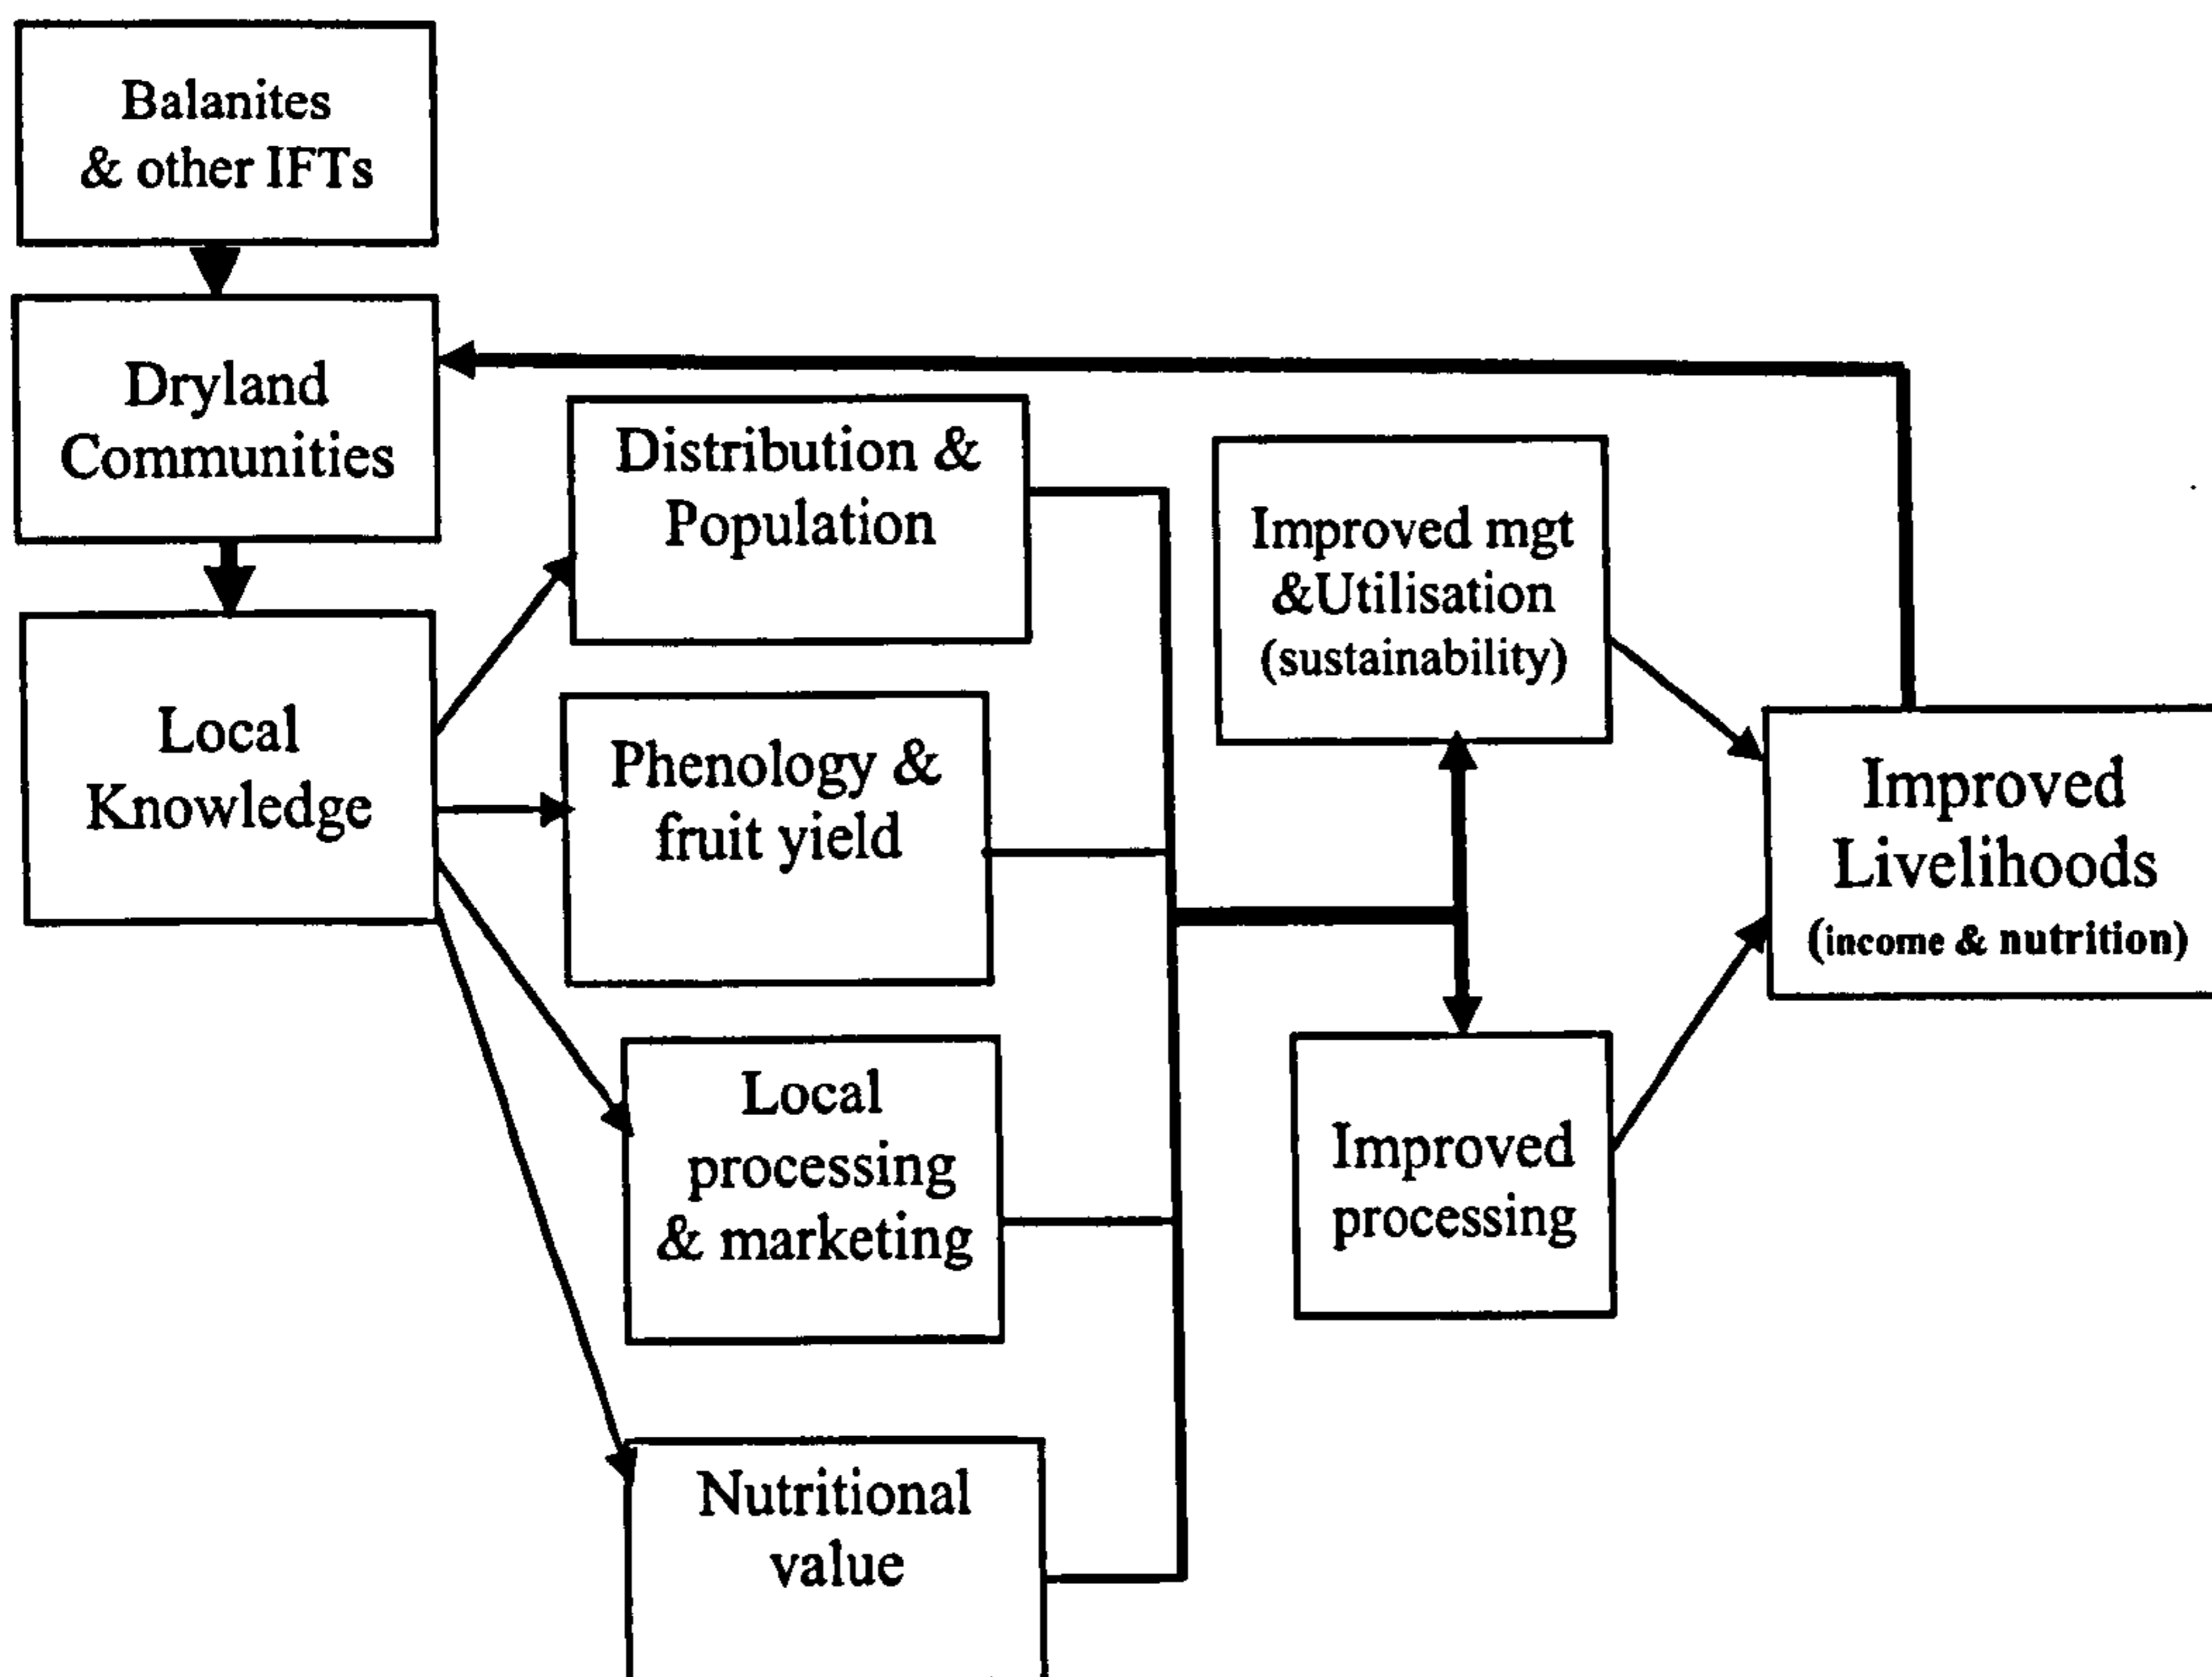 Balanites
& other IFTs
Dryland
Communities
Local
Knowledge
Distribution &
Population
Phenology &
fruit yield
Local
processing
& marketing
Nutritional
value
Improved mgt
&Utilisation
(sustainability)
Improved
processing
Improved
Livelihoods
(income & nutrition)